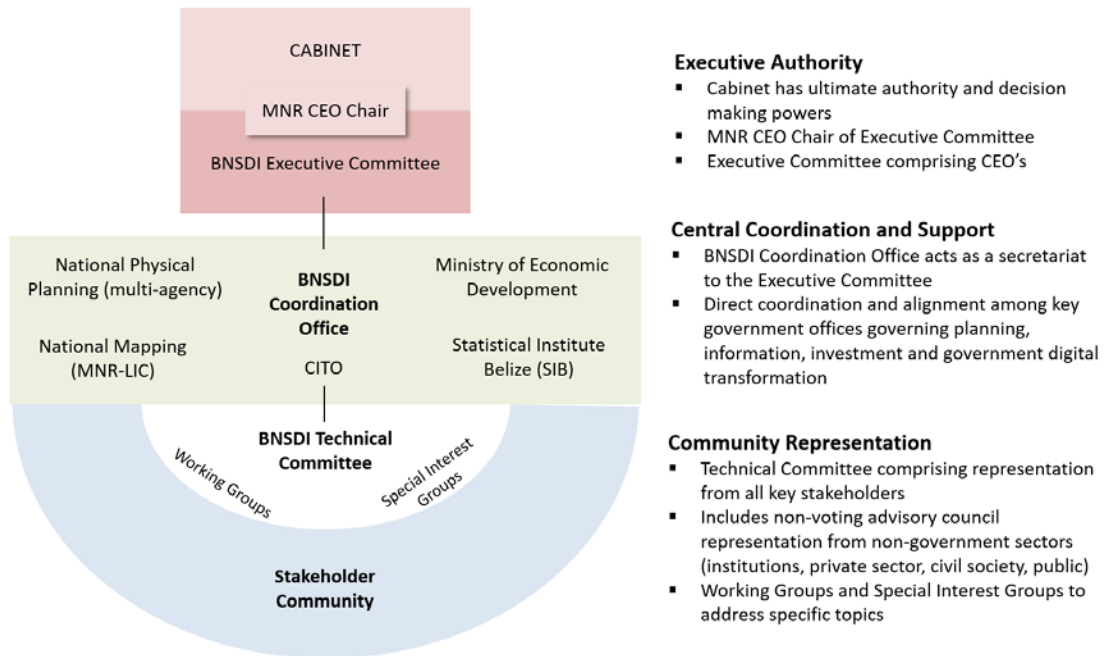 CABINET
MNR CEO Chair
BNSDI Executive Committee
National Physical
Planning (multi-agency)
BNSDI
Coordination
Office
Ministry of Economic
Development
National Mapping
(MNR-LIC)
CITO
Statistical Institute
Belize (SIB)
BNSDI Technical
Committee
Working Groups
Special Interest
Groups
Stakeholder
Community
Executive Authority
▪ Cabinet has ultimate authority and decision
making powers
▪ MNR CEO Chair of Executive Committee
▪ Executive Committee comprising CEO's
Central Coordination and Support
▪ BNSDI Coordination Office acts as a secretariat
to the Executive Committee
▪ Direct coordination and alignment among key
government offices governing planning,
information, investment and government digital
transformation
Community Representation
▪ Technical Committee comprising representation
from all key stakeholders
▪ Includes non-voting advisory council
representation from non-government sectors
(institutions, private sector, civil society, public)
▪ Working Groups and Special Interest Groups to
address specific topics